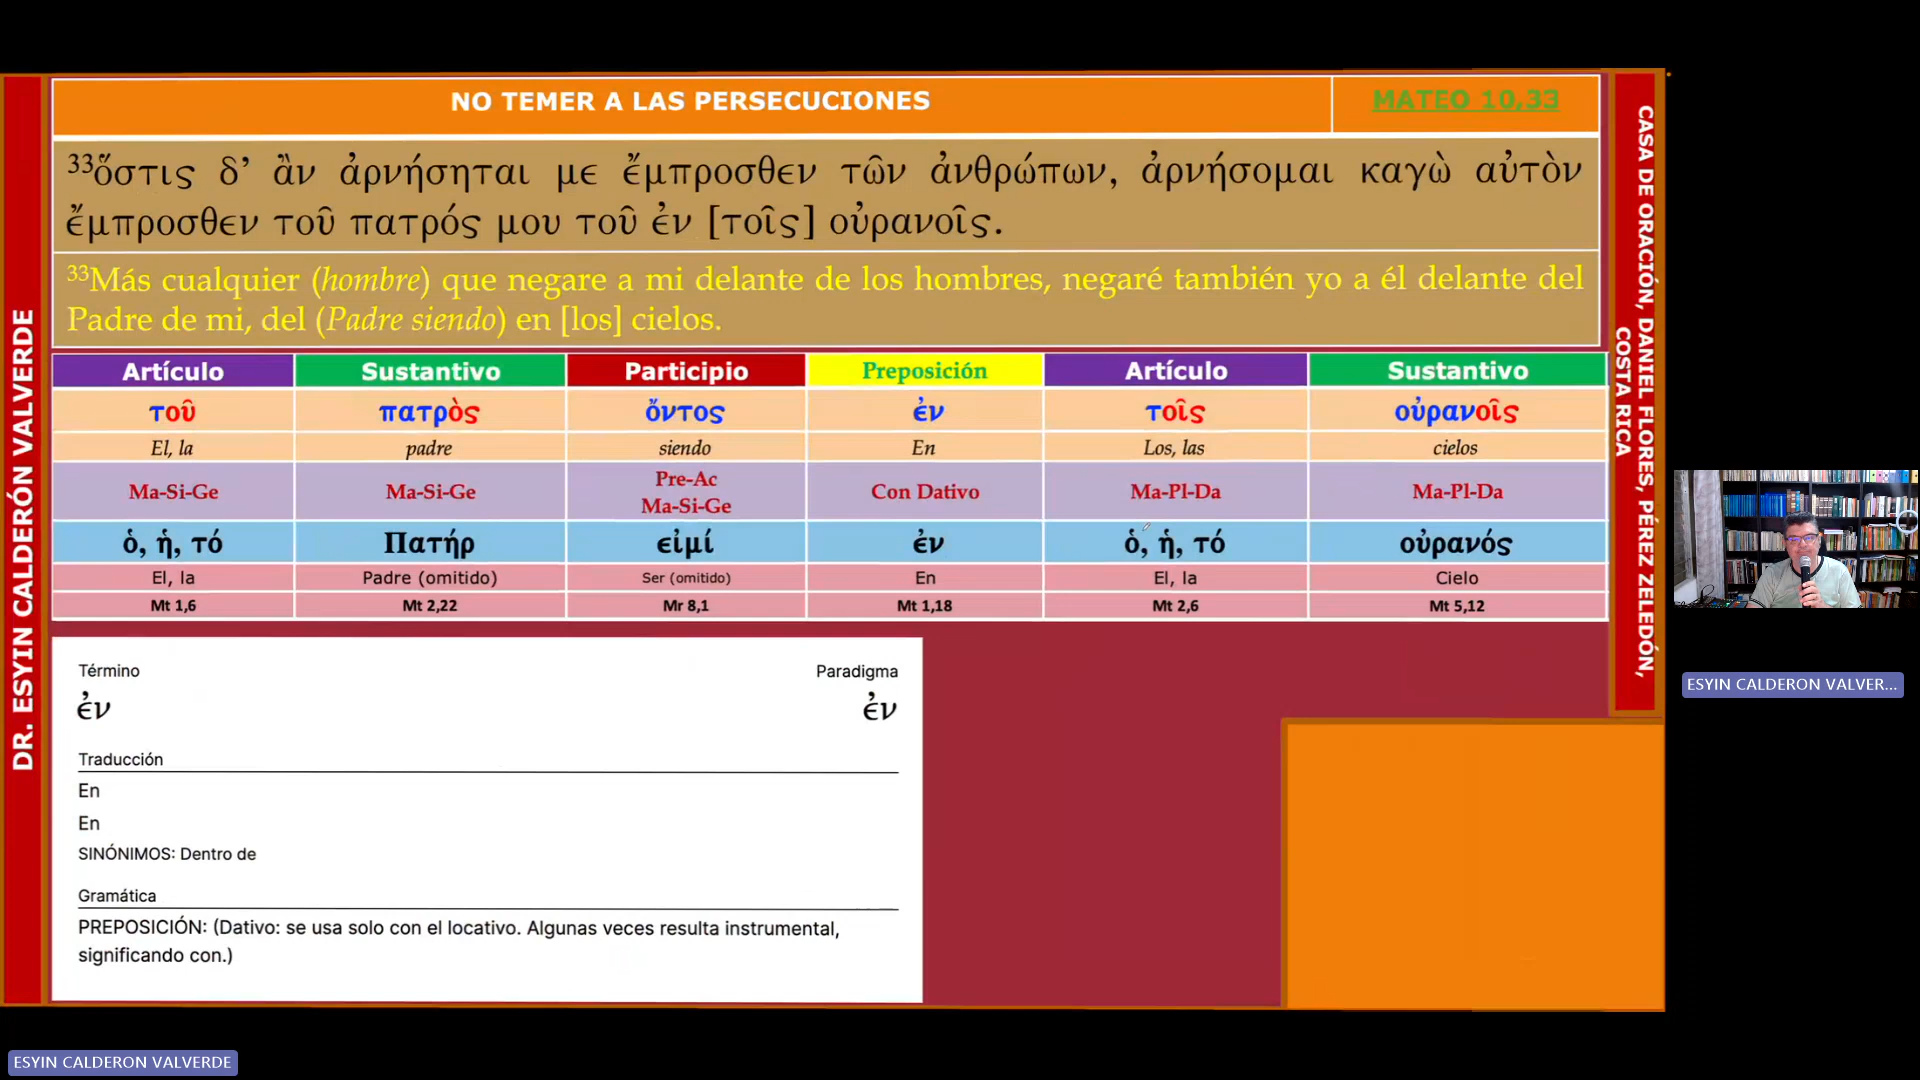 NO TEMER A LAS PERSECUCIONES
MATEO 10,33
³³ὅστις δ’ ἂν ἀρνήσηται με ἔμπροσθεν τῶν ἀνθρώπων, ἀρνήσομαι καγὼ αὐτὸν
ἔμπροσθεν τοῦ πατρός μου τοῦ ἐν [τοῖς] οὐρανοῖς.
³³Más cualquier (hombre) que negare a mi delante de los hombres, negaré también yo a él delante del
Padre de mi, del (Padre siendo) en [los] cielos.
Artículo Sustantivo Participio Preposición Artículo Sustantivo
τοῦ πατρὸς ὄντος ἐν τοῖς οὐρανοῖς
El, la padre siendo En Los, las cielos
Ma-Si-Ge Ma-Si-Ge Pre-Ac Ma-Si-Ge Con Dativo Ma-Pl-Da Ma-Pl-Da
ὁ, ἡ, τό Πατήρ εἰμί ἐν ὁ, ἡ, τό οὐρανός
El, la Padre (omitido) Ser (omitido) En El, la Cielo
Mt 1,6 Mt 2,22 Mr 8,1 Mt 1,18 Mt 2,6 Mt 5,12
Término Paradigma
ἐν ἐν
Traducción
En
En
SINÓNIMOS: Dentro de
Gramática
PREPOSICIÓN: (Dativo: se usa solo con el locativo. Algunas veces resulta instrumental,
significando con.)
DR. ESYIN CALDERÓN VALVERDE
CASA DE ORACIÓN, DANIEL FLORES, PÉREZ ZELEDÓN,
COSTA RICA
ESYIN CALDERON VALVER...
ESYIN CALDERON VALVERDE